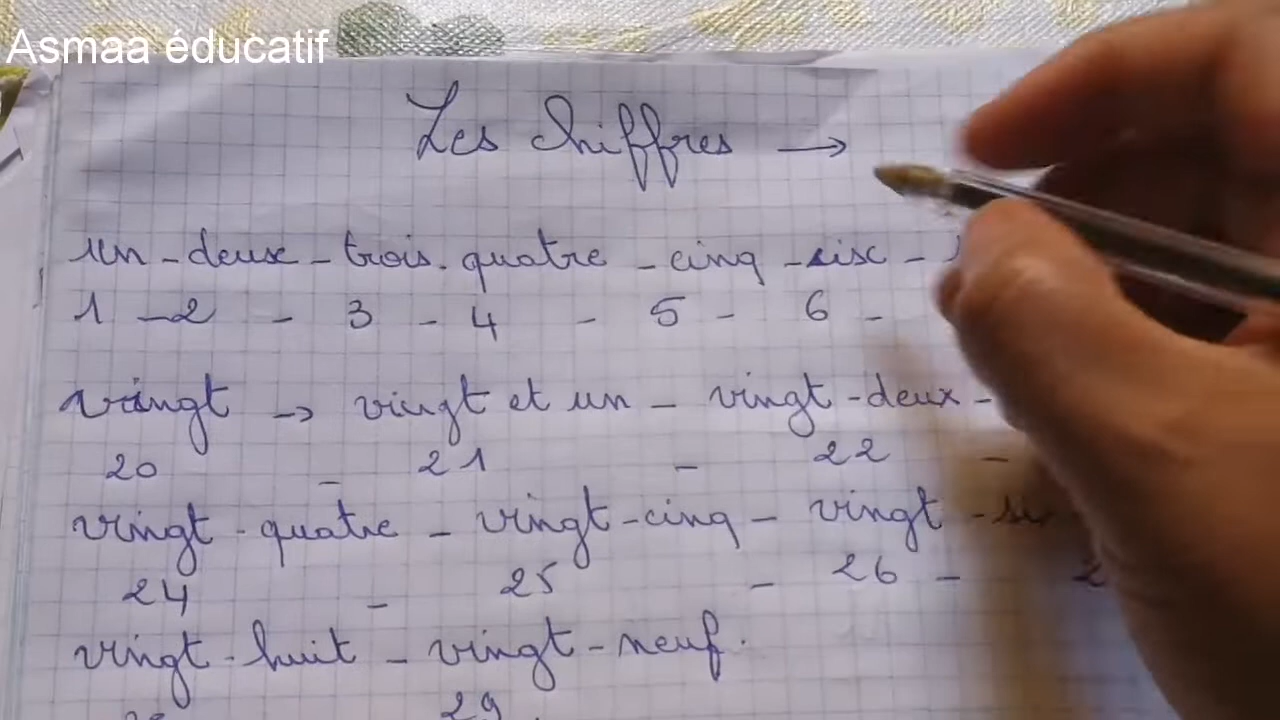 Asmaa éducatif
Les chiffres →
un - deux - trois - quatre - cinq - six -
1 - 2 - 3 - 4 - 5 - 6 -
vingt → vingt et un - vingt - deux -
20 - 21 - 22 -
vingt - quatre - vingt - cinq - vingt -
24 - 25 - 26 -
vingt - huit - vingt - neuf.
29